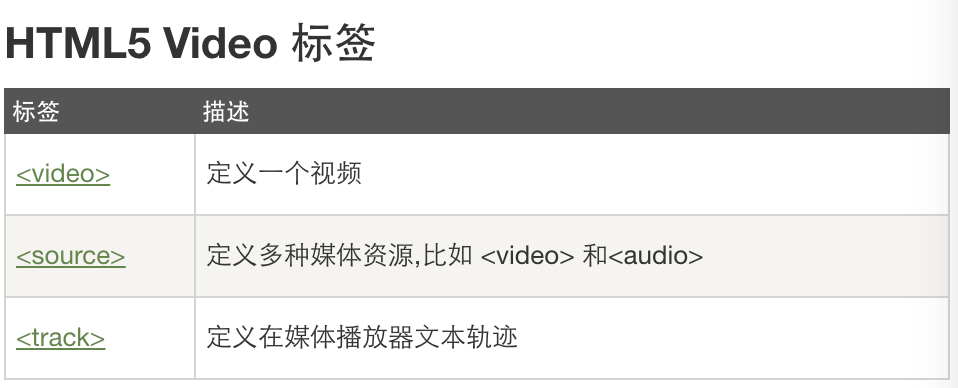 HTML5 Video 标签
标签 描述
<video> 定义一个视频
<source> 定义多种媒体资源,比如 <video> 和<audio>
<track> 定义在媒体播放器文本轨迹